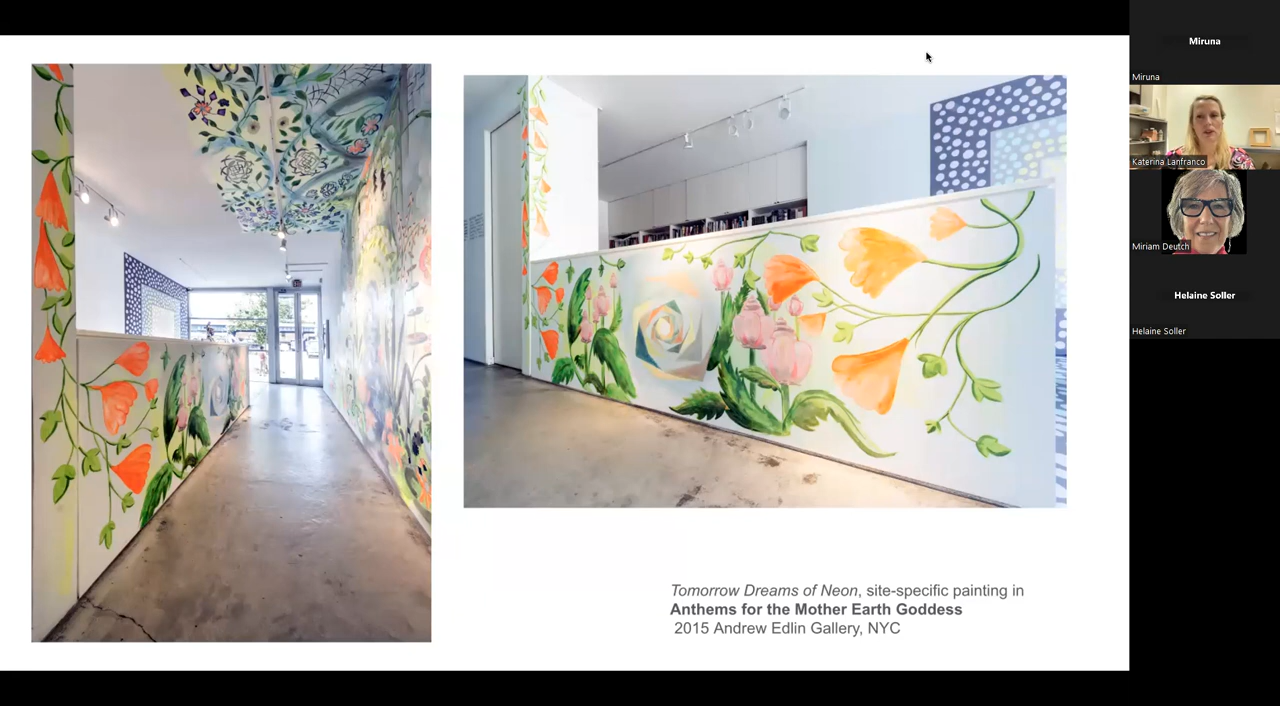 Tomorrow Dreams of Neon, site-specific painting in
Anthems for the Mother Earth Goddess
2015 Andrew Edlin Gallery, NYC
Miruna
Miruna
Katerina Lanfranco
Miriam Deutch
Helaine Soller
Helaine Soller